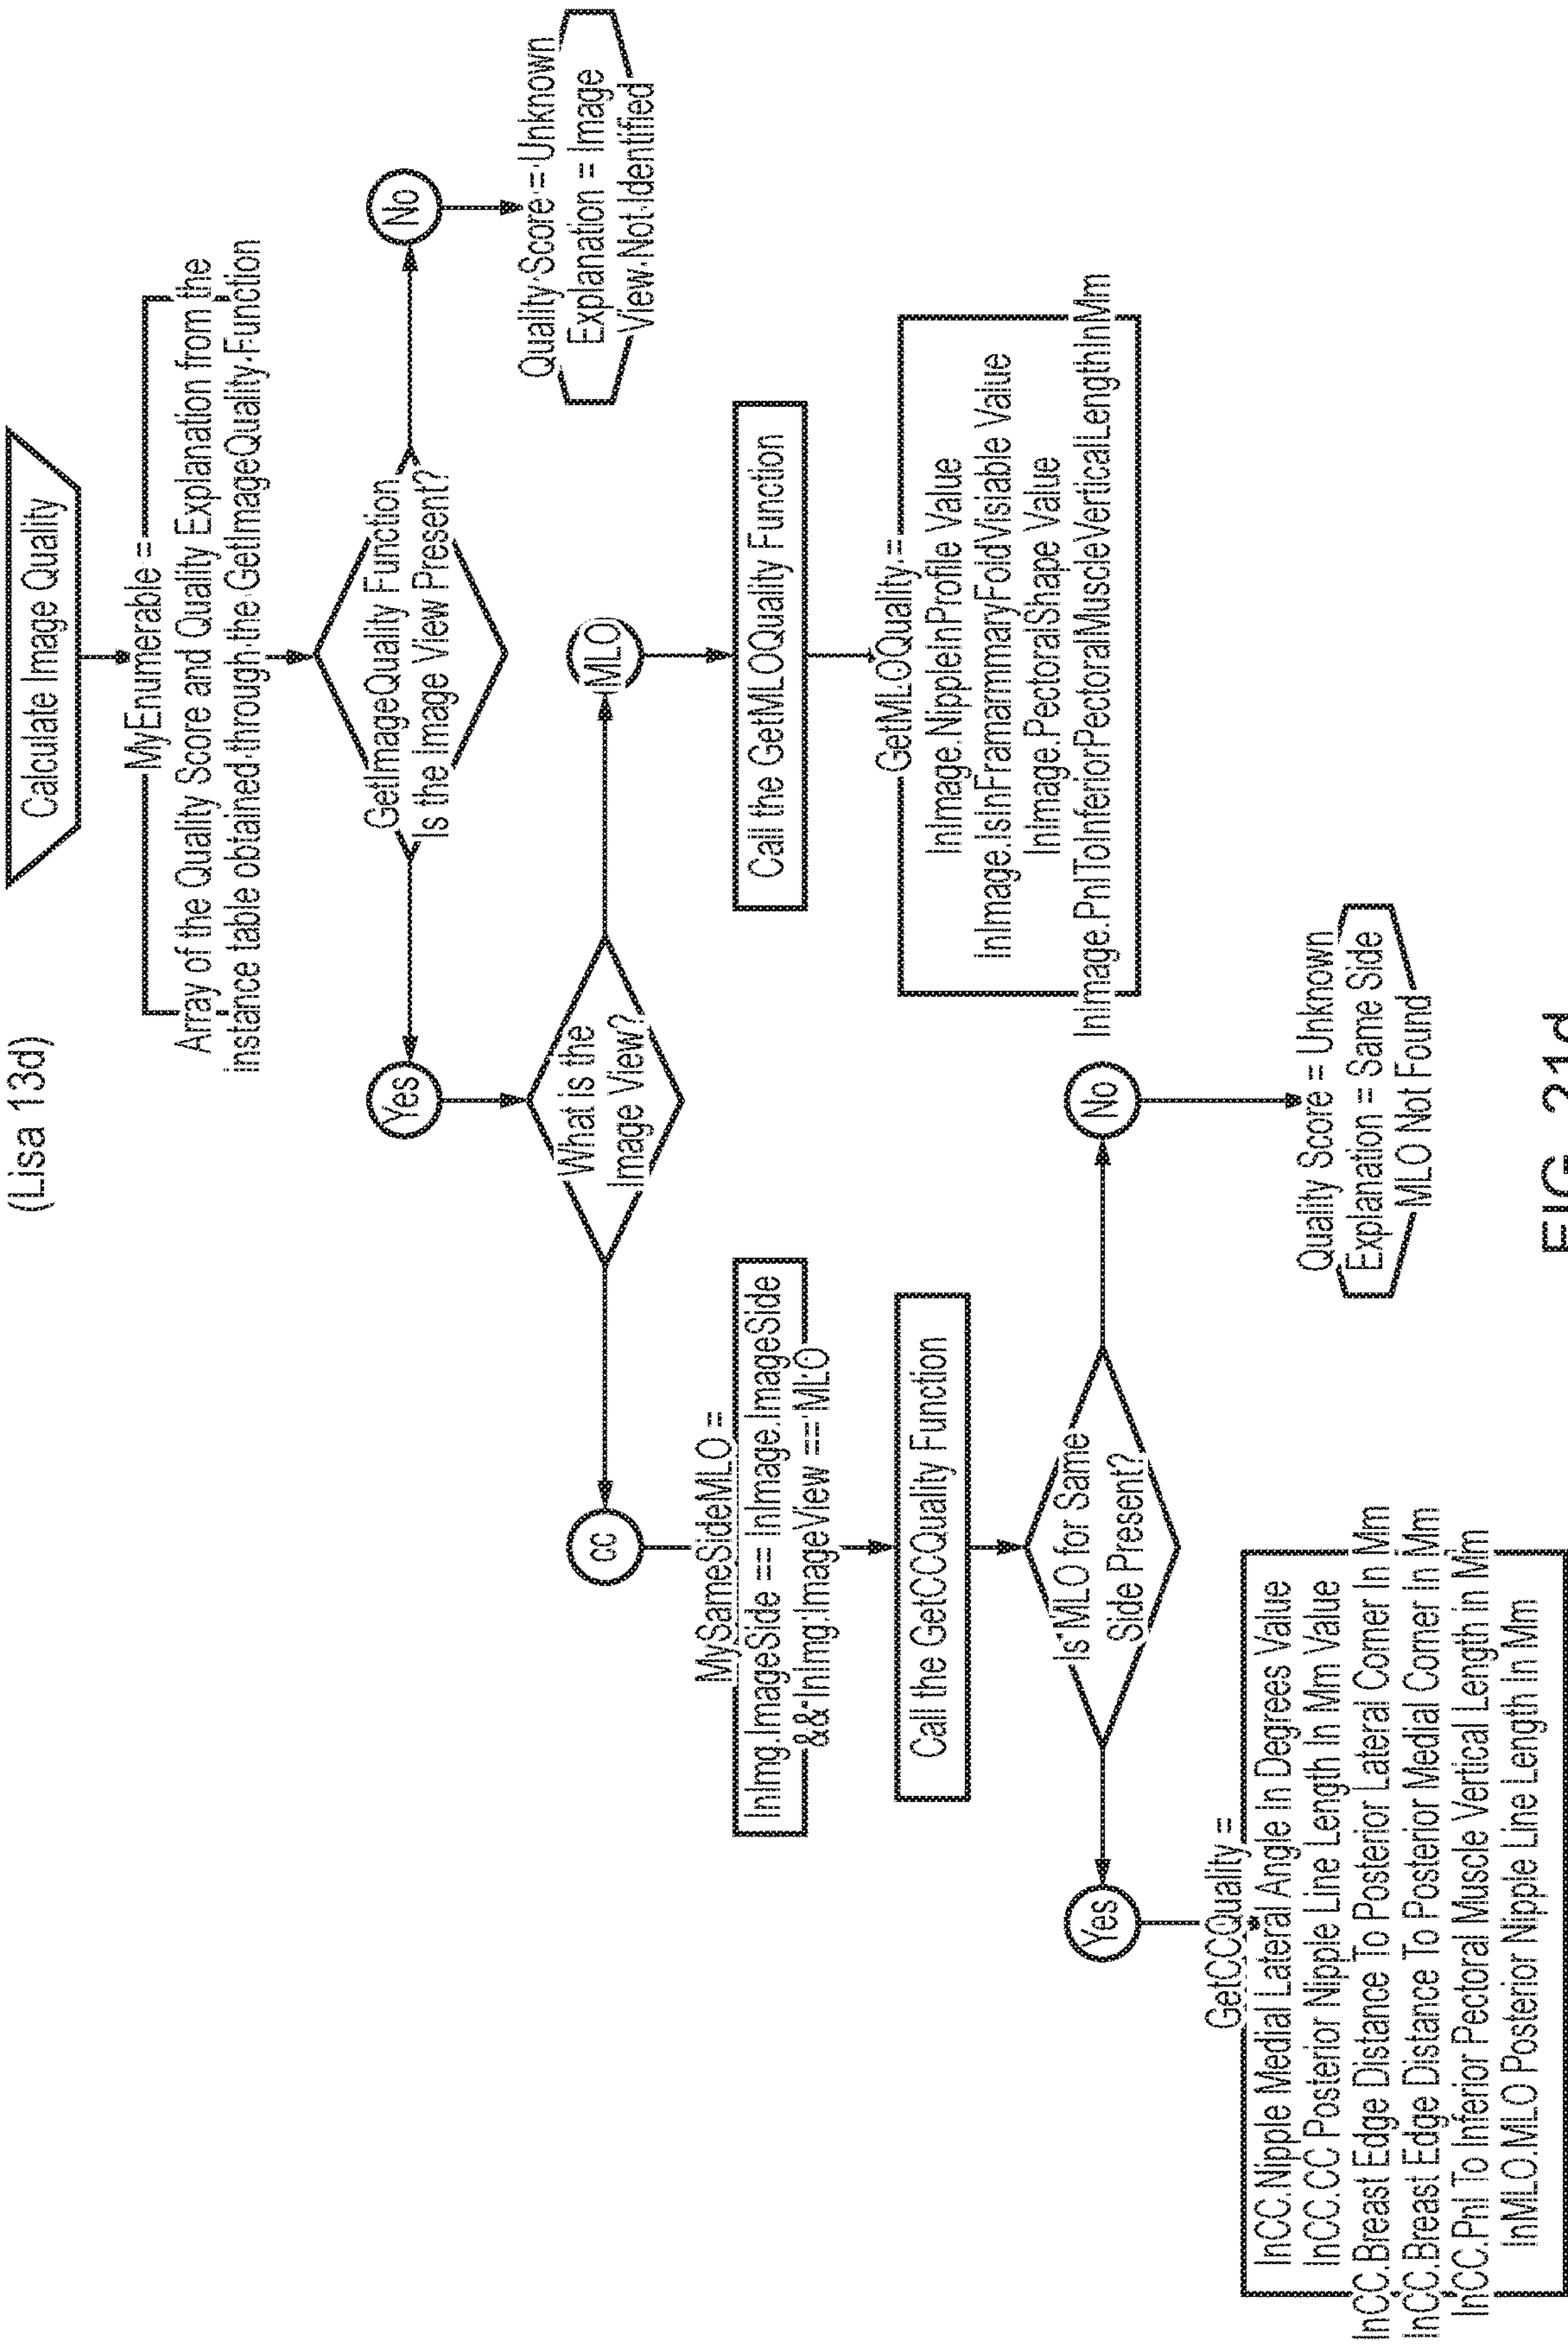 (Lisa 13d)
Calculate Image Quality
MyEnumerable =
Array of the Quality Score and Quality Explanation from the
instance table obtained through the GetImageQuality Function
GetImageQuality Function
Is the Image View Present?
Yes
No
Quality Score = Unknown
Explanation = Image
View Not Identified
What is the
Image View?
CC
MLO
MySameSideMLO =
InImg.ImageSide == InImage.ImageSide
&& InImg.ImageView == MLO
Call the GetCCQuality Function
Call the GetMLOQuality Function
GetMLOQuality =
InImage.NippleInProfile Value
InImage.IsInFramarmmaryFoldVisiable Value
InImage.PectoralShape Value
InImage.PnlToInferiorPectoralMuscleVerticalLengthInMm
Is MLO for Same
Side Present?
Yes
No
GetCCQuality =
InCC.Nipple Medial Lateral Angle In Degrees Value
InCC.CC Posterior Nipple Line Length In Mm Value
InCC.Breast Edge Distance To Posterior Lateral Corner In Mm
InCC.Breast Edge Distance To Posterior Medial Corner in Mm
InCC.Pnl To Inferior Pectoral Muscle Vertical Length in Mm
InMLO.MLO Posterior Nipple Line Length In Mm
Quality Score = Unknown
Explanation = Same Side
MLO Not Found
FIG. 21d